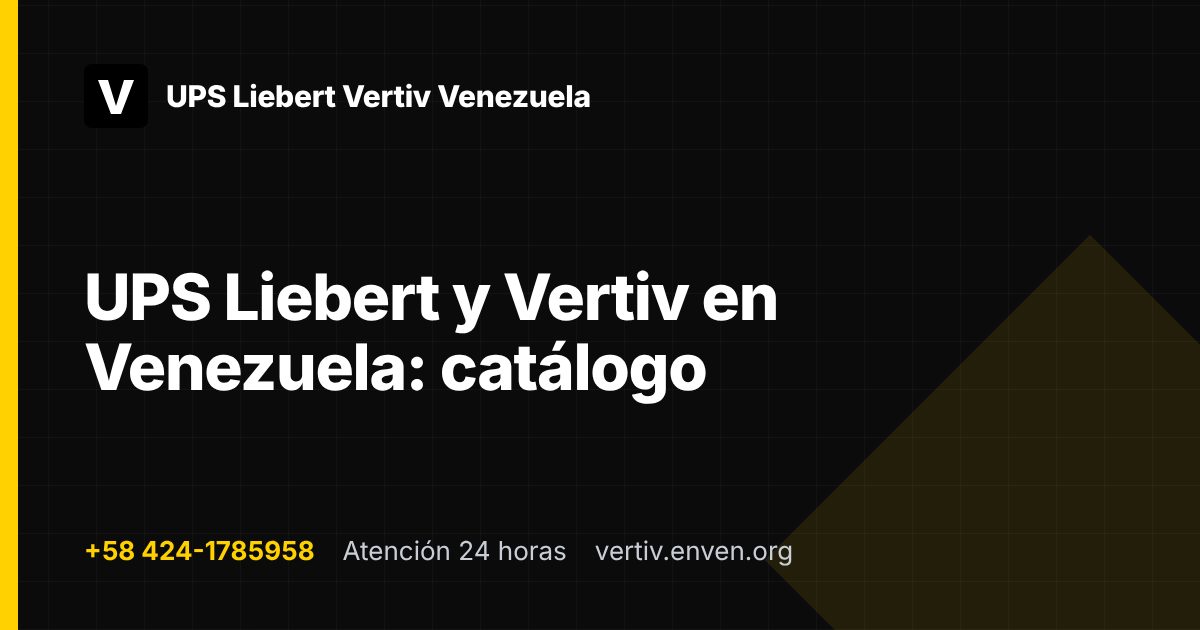 V
UPS Liebert Vertiv Venezuela
UPS Liebert y Vertiv en
Venezuela: catálogo
+58 424-1785958 Atención 24 horas vertiv.enven.org